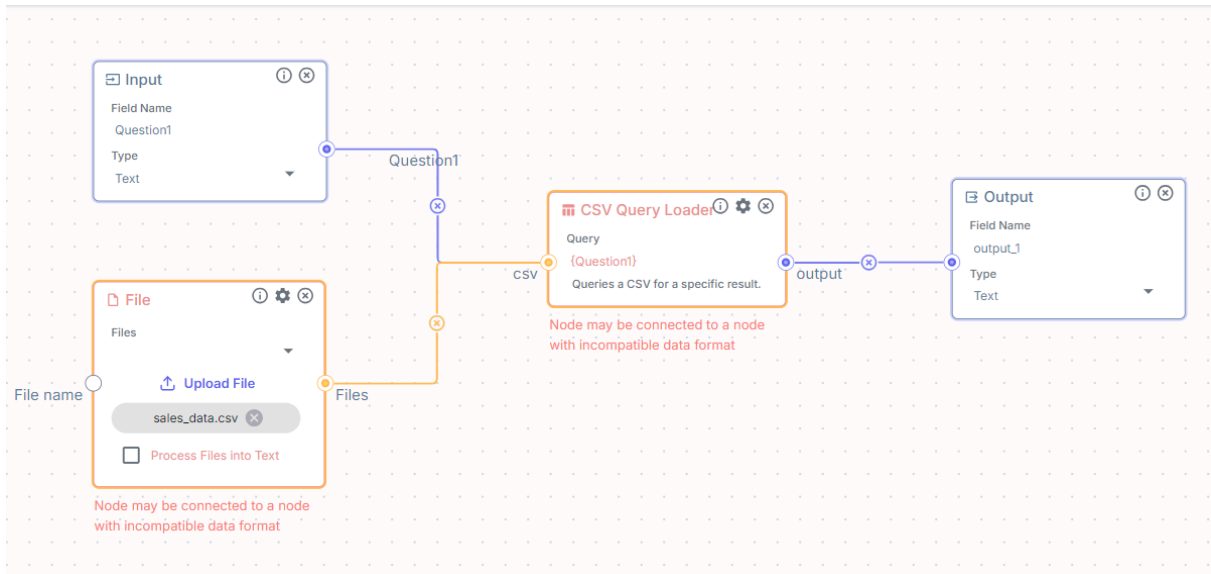 Input
Field Name
Question1
Type
Text
Question1
File
Files
Upload File
File name
Files
sales_data.csv
Process Files into Text
Node may be connected to a node
with incompatible data format
CSV Query Loader
Query
{Question1}
Queries a CSV for a specific result.
csv
output
Node may be connected to a node
with incompatible data format
Output
Field Name
output_1
Type
Text